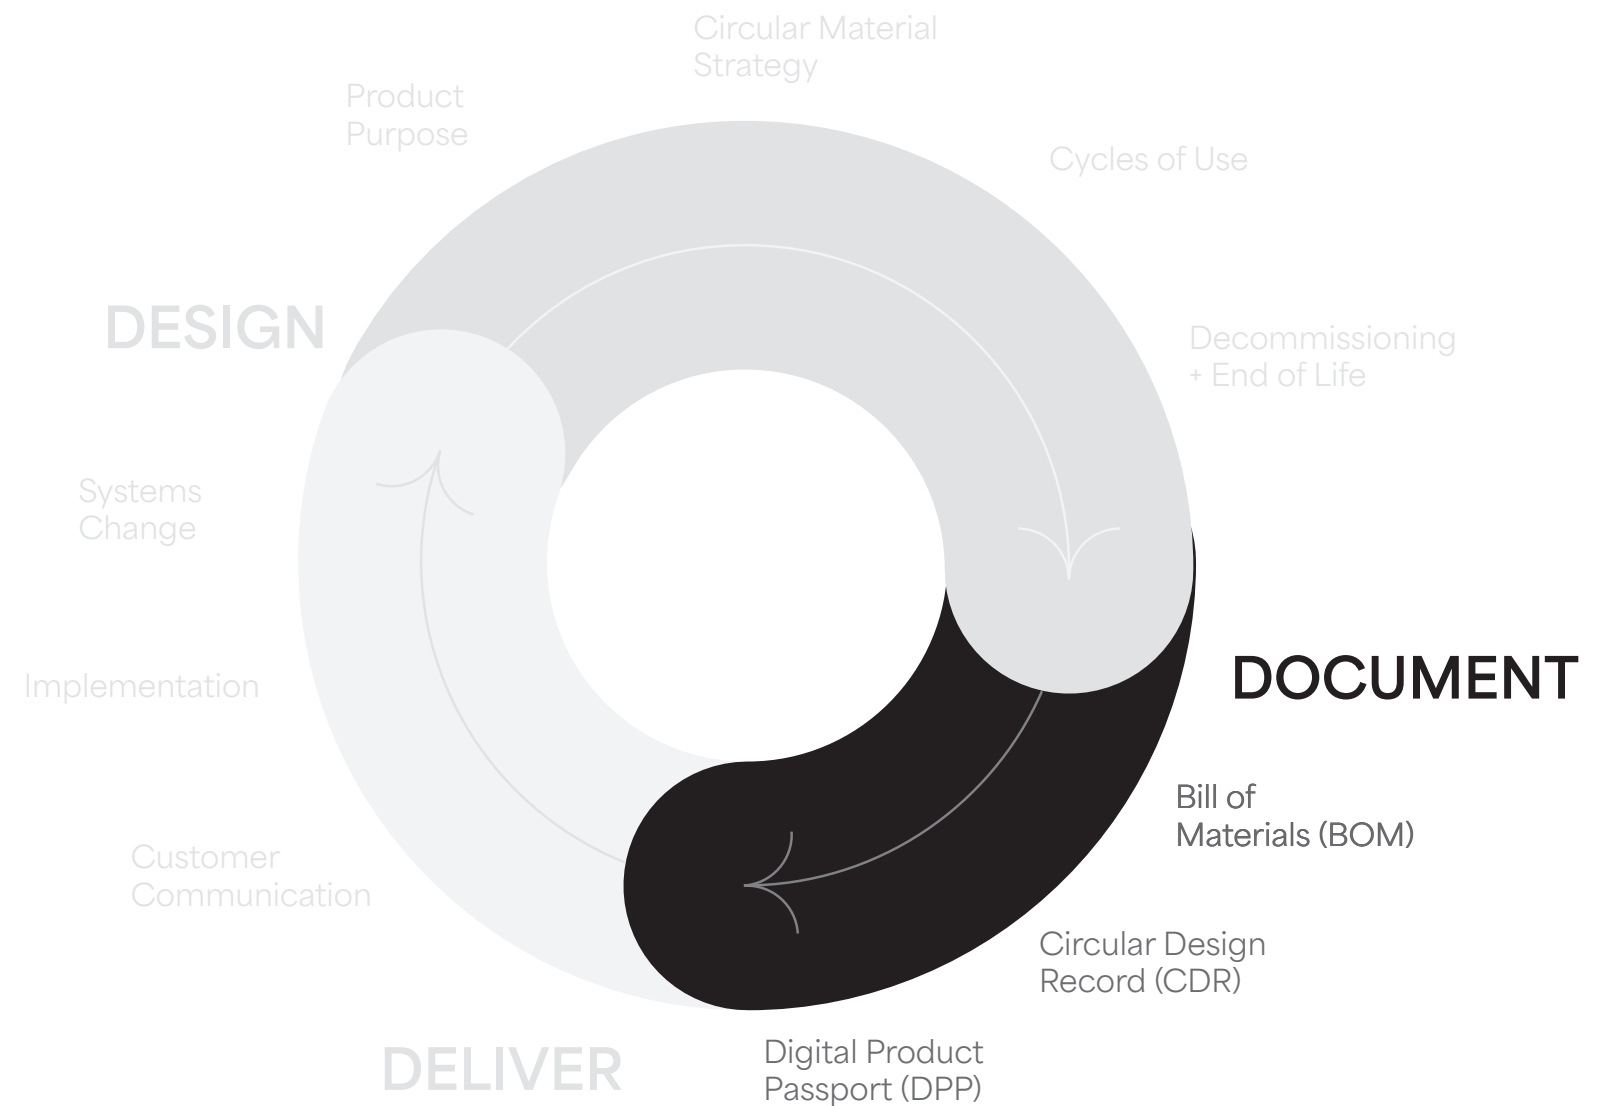 Circular Material
Strategy
Product
Purpose
Cycles of Use
DESIGN
Decommissioning
+ End of Life
Systems
Change
DOCUMENT
Implementation
Bill of
Materials (BOM)
Customer
Communication
Circular Design
Record (CDR)
DELIVER
Digital Product
Passport (DPP)